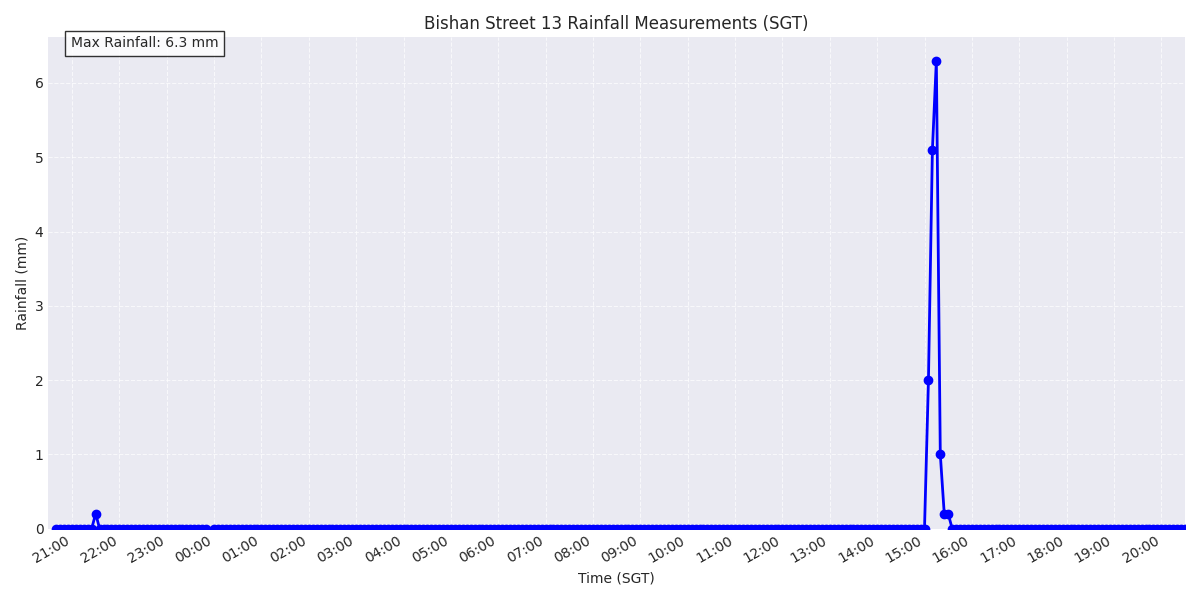 Bishan Street 13 Rainfall Measurements (SGT)
Max Rainfall: 6.3 mm
Rainfall (mm)
6
5
4
3
2
1
0
21:00 22:00 23:00 00:00 01:00 02:00 03:00 04:00 05:00 06:00 07:00 08:00 09:00 10:00 11:00 12:00 13:00 14:00 15:00 16:00 17:00 18:00 19:00 20:00
Time (SGT)